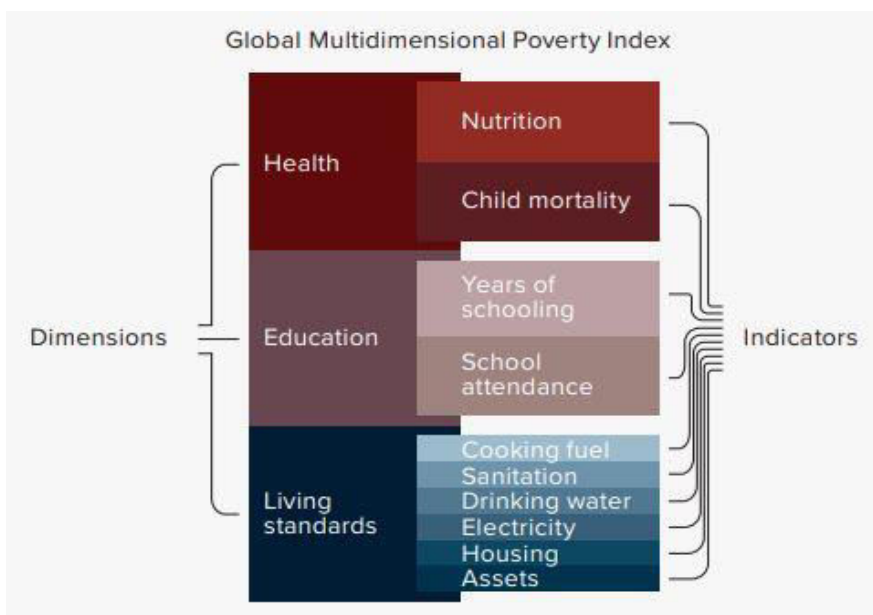 Global Multidimensional Poverty Index
Health
Nutrition
Child mortality
Dimensions
Education
Years of
schooling
School
attendance
Indicators
Living
standards
Cooking fuel
Sanitation
Drinking water
Electricity
Housing
Assets